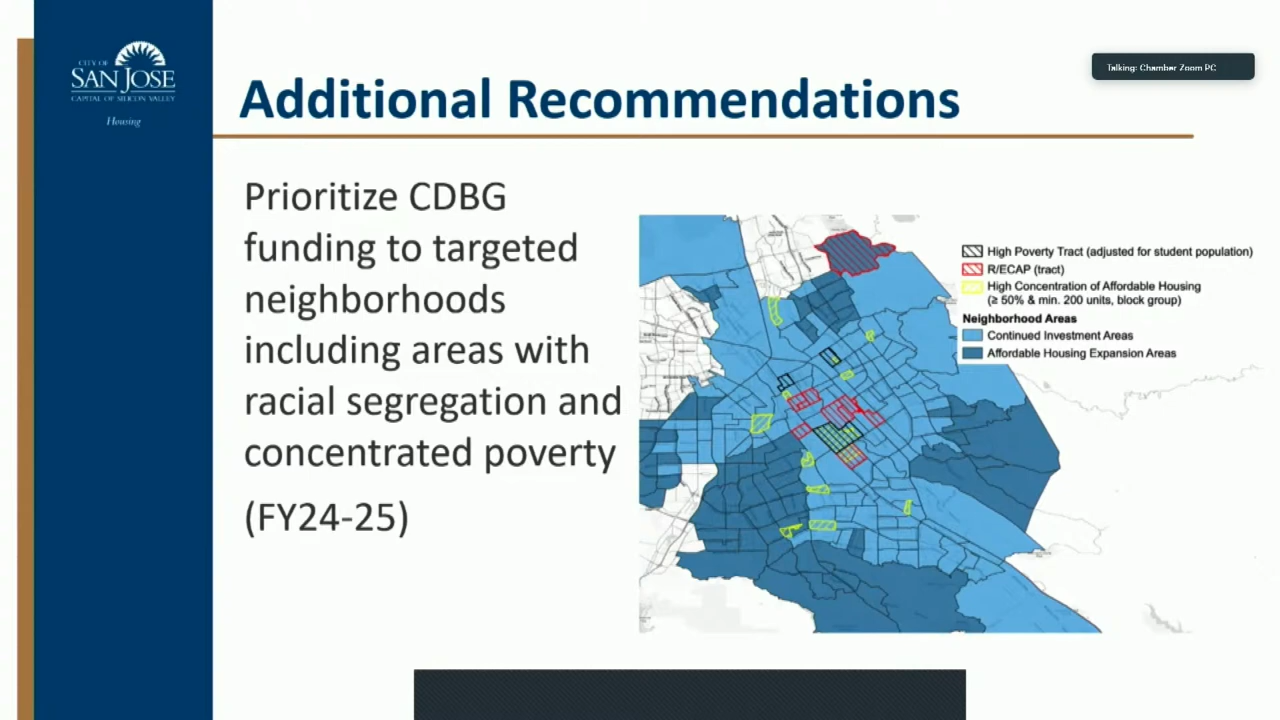 CITY OF
SAN JOSE
CAPITAL OF SILICON VALLEY
Housing
Additional Recommendations
Talking: Chamber Zoom PC
Prioritize CDBG
funding to targeted
neighborhoods
including areas with
racial segregation and
concentrated poverty
(FY24-25)
High Poverty Tract (adjusted for student population)
R/ECAP (tract)
High Concentration of Affordable Housing
(≥ 50% & min. 200 units, block group)
Neighborhood Areas
Continued Investment Areas
Affordable Housing Expansion Areas